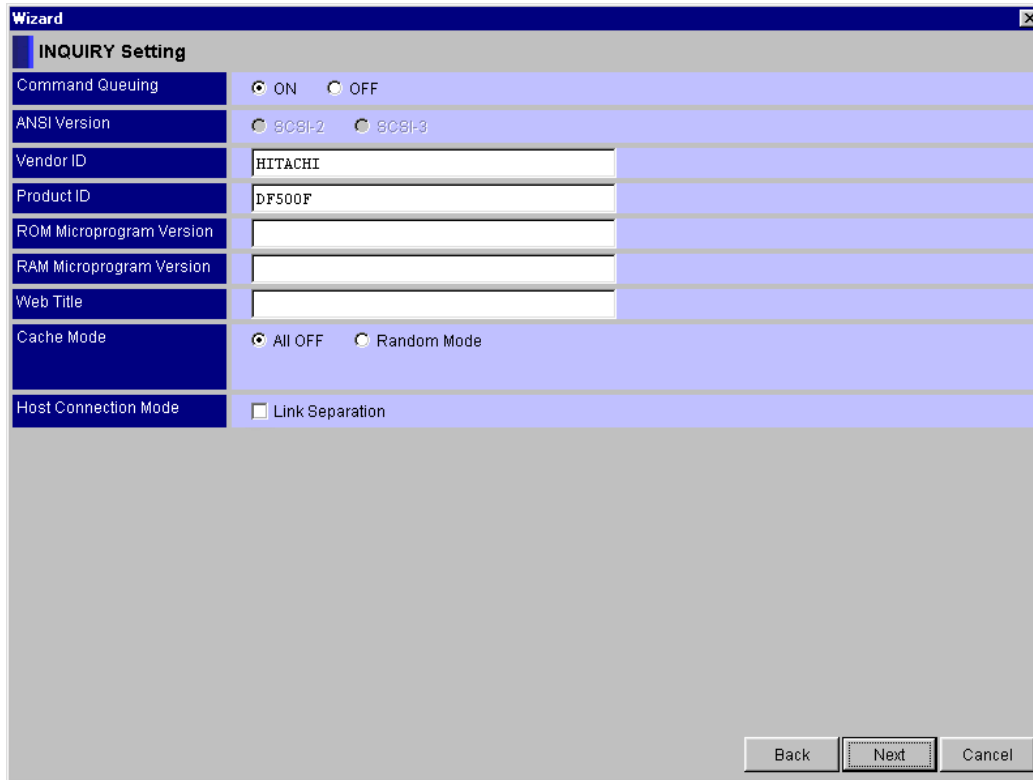 Wizard
INQUIRY Setting
Command Queuing ON OFF
ANSI Version SCSI-2 SCSI-3
Vendor ID HITACHI
Product ID DF500F
ROM Microprogram Version
RAM Microprogram Version
Web Title
Cache Mode All OFF Random Mode
Host Connection Mode Link Separation
Back Next Cancel